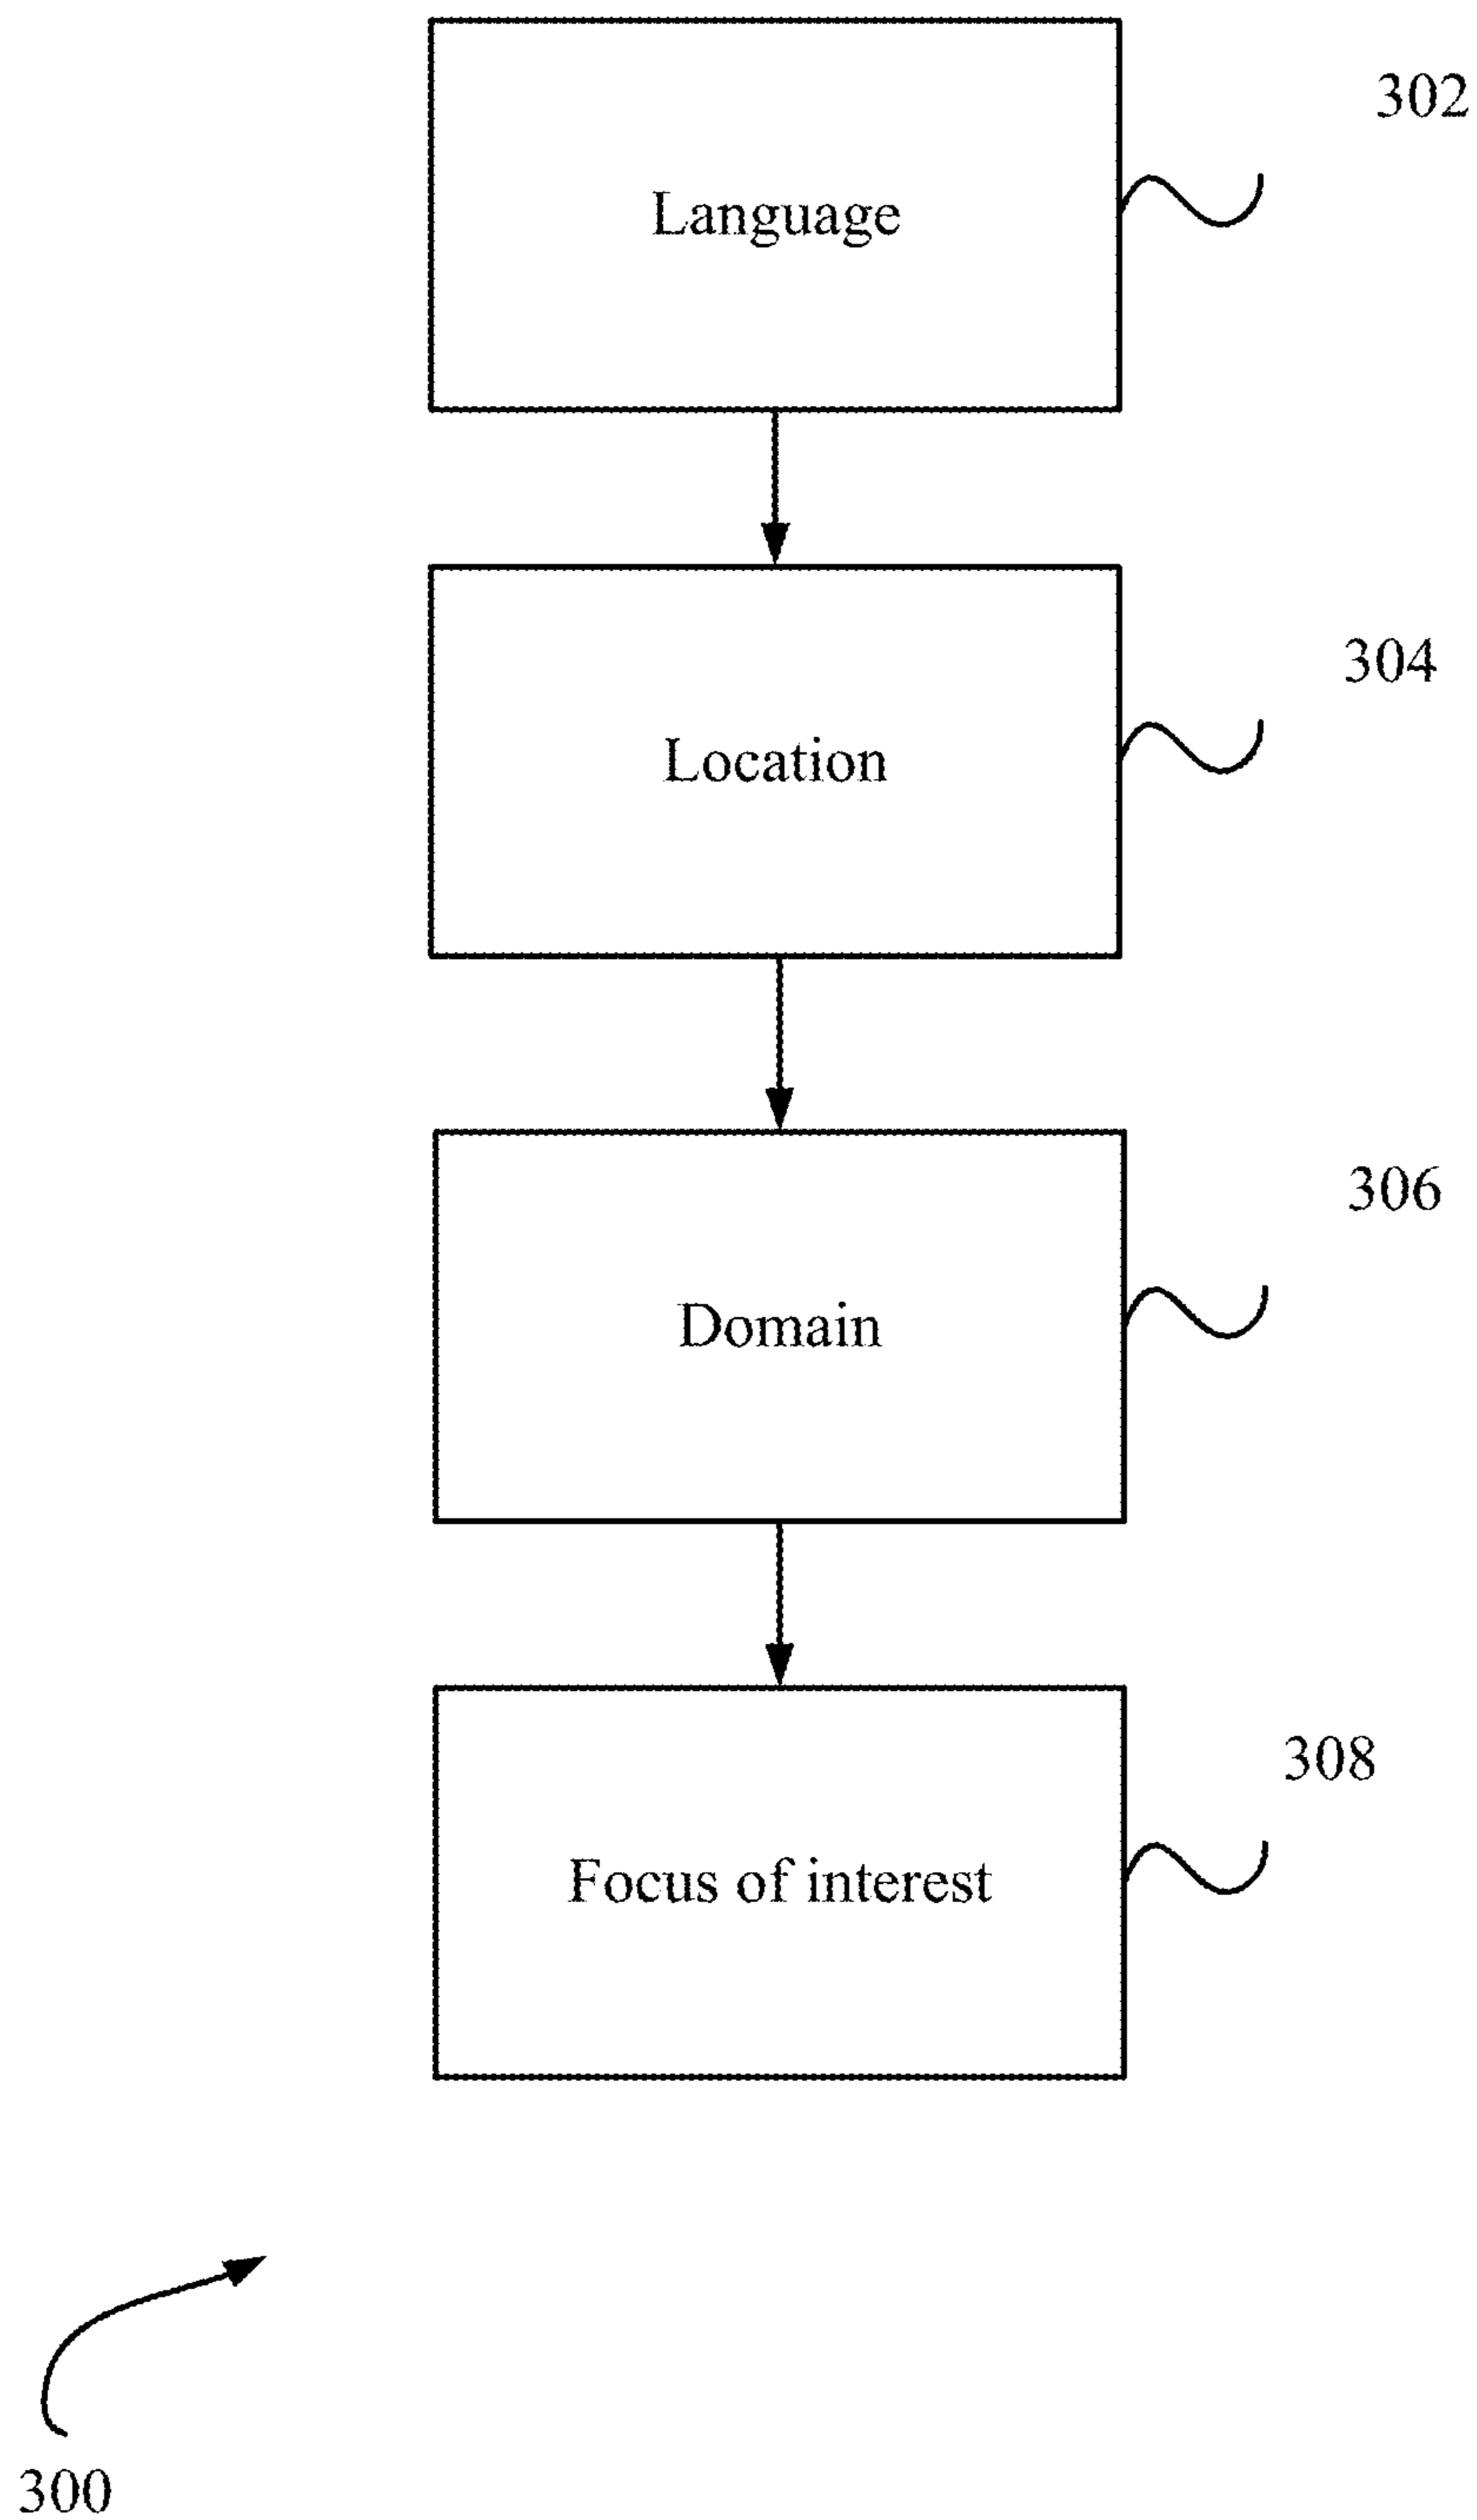 302
Language
304
Location
306
Domain
308
Focus of interest
300